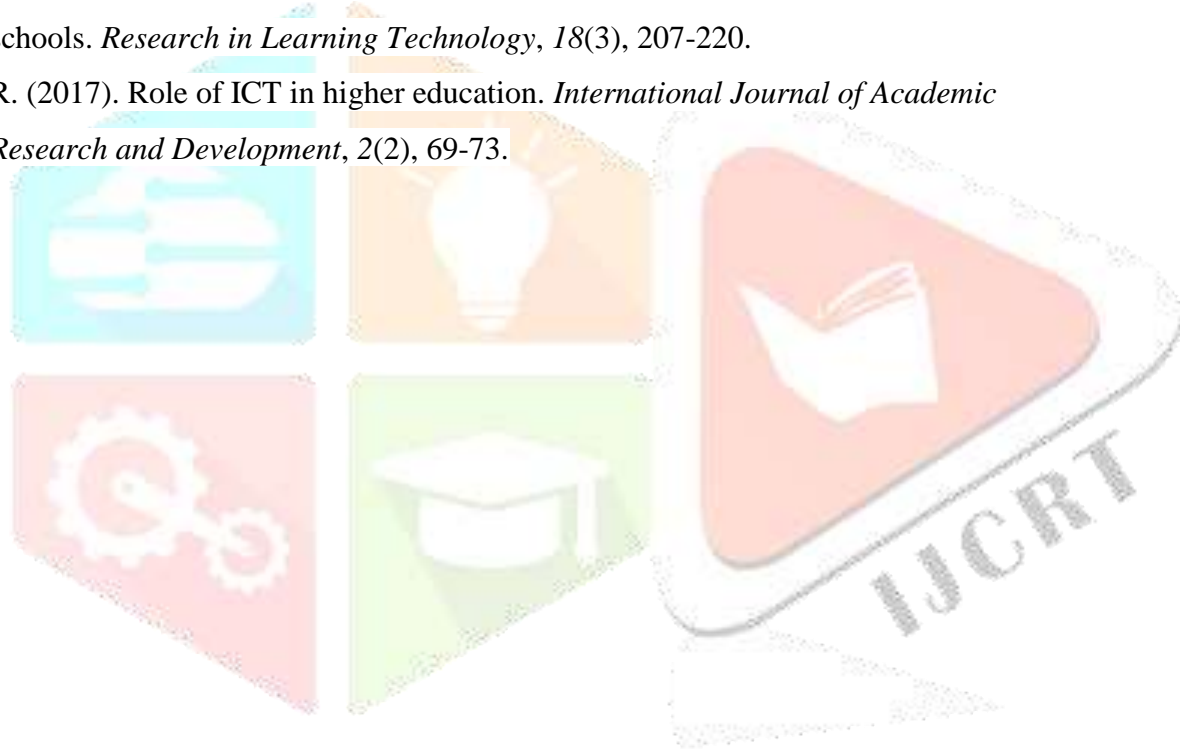 schools. Research in Learning Technology, 18(3), 207-220.
R. (2017). Role of ICT in higher education. International Journal of Academic
Research and Development, 2(2), 69-73.
IJCRT